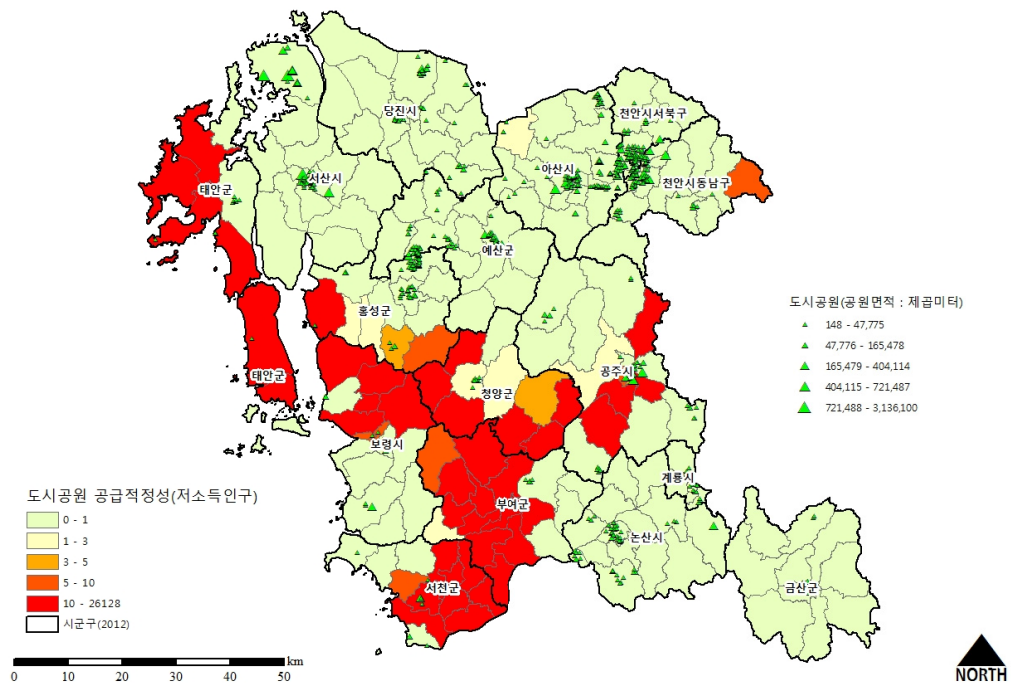 당진시
천안시서북구
아산시
천안시동남구
서산시
태안군
예산군
홍성군
공주시
태안군
청양군
보령시
계룡시
부여군
논산시
서천군
금산군
도시공원(공원면적 : 제곱미터)
148 - 47,775
47,776 - 165,478
165,479 - 404,114
404,115 - 721,487
721,488 - 3,136,100
도시공원 공급적정성(저소득인구)
0 - 1
1 - 3
3 - 5
5 - 10
10 - 26128
시군구(2012)
km
0 10 20 30 40 50
NORTH